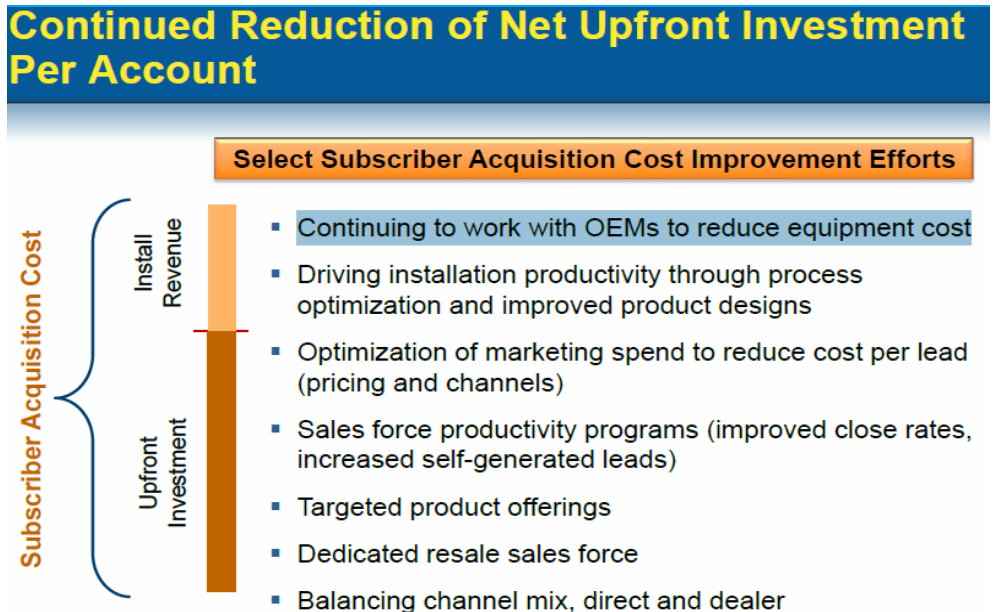 Continued Reduction of Net Upfront Investment
Per Account
Select Subscriber Acquisition Cost Improvement Efforts
Subscriber Acquisition Cost
Install
Revenue
Upfront
Investment
▪ Continuing to work with OEMs to reduce equipment cost
▪ Driving installation productivity through process
optimization and improved product designs
▪ Optimization of marketing spend to reduce cost per lead
(pricing and channels)
▪ Sales force productivity programs (improved close rates,
increased self-generated leads)
▪ Targeted product offerings
▪ Dedicated resale sales force
▪ Balancing channel mix, direct and dealer